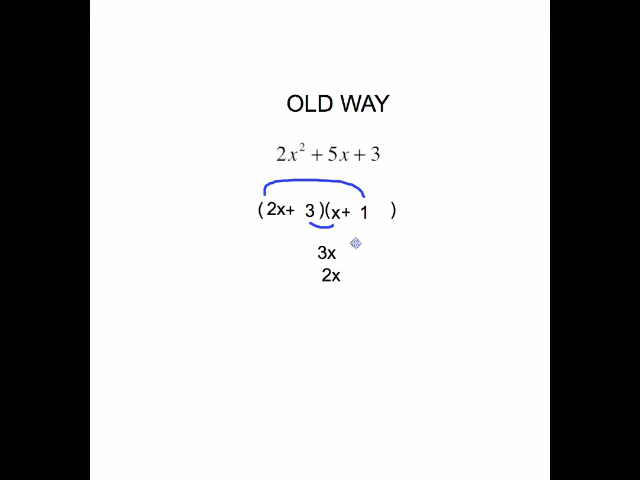 OLD WAY
2x² + 5x + 3
(2x+ 3)(x+ 1 )
3x
2x